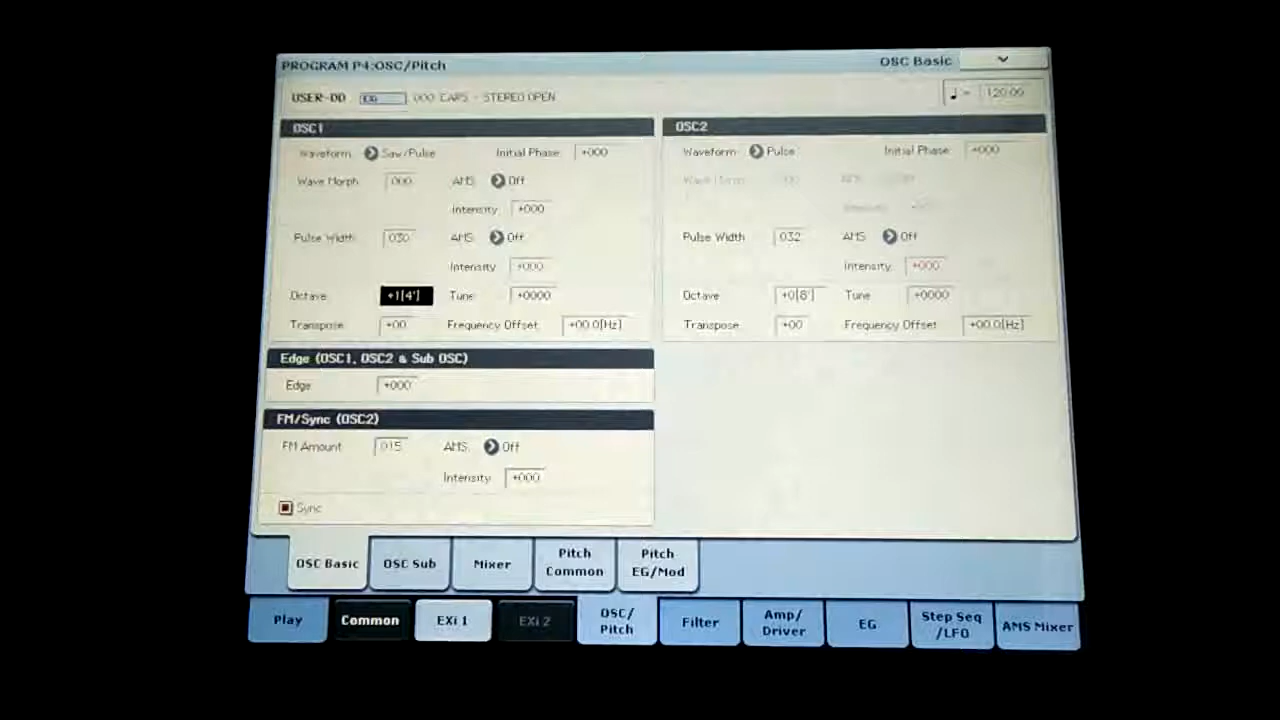 PROGRAM P4:OSC/Pitch
OSC Basic
USER-DD
000 CARS - STEREO OPEN
♩ = 120.00
OSC1
OSC2
Waveform Saw/Pulse Initial Phase +000
Waveform Pulse Initial Phase +000
Wave Morph 000 AMS Off
Intensity +000
Pulse Width 030 AMS Off
Pulse Width 032 AMS Off
Intensity +000
Intensity +000
Octave +1[4'] Tune +0000
Octave +0[8'] Tune +0000
Transpose +00 Frequency Offset +00.0[Hz]
Transpose +00 Frequency Offset +00.0[Hz]
Edge (OSC1, OSC2 & Sub OSC)
Edge +000
FM/Sync (OSC2)
FM Amount 015 AMS Off
Intensity +000
Sync
OSC Basic
OSC Sub
Mixer
Pitch Common
Pitch EG/Mod
Play
Common
EXi 1
EXi 2
OSC/ Pitch
Filter
Amp/ Driver
EG
Step Seq /LFO
AMS Mixer